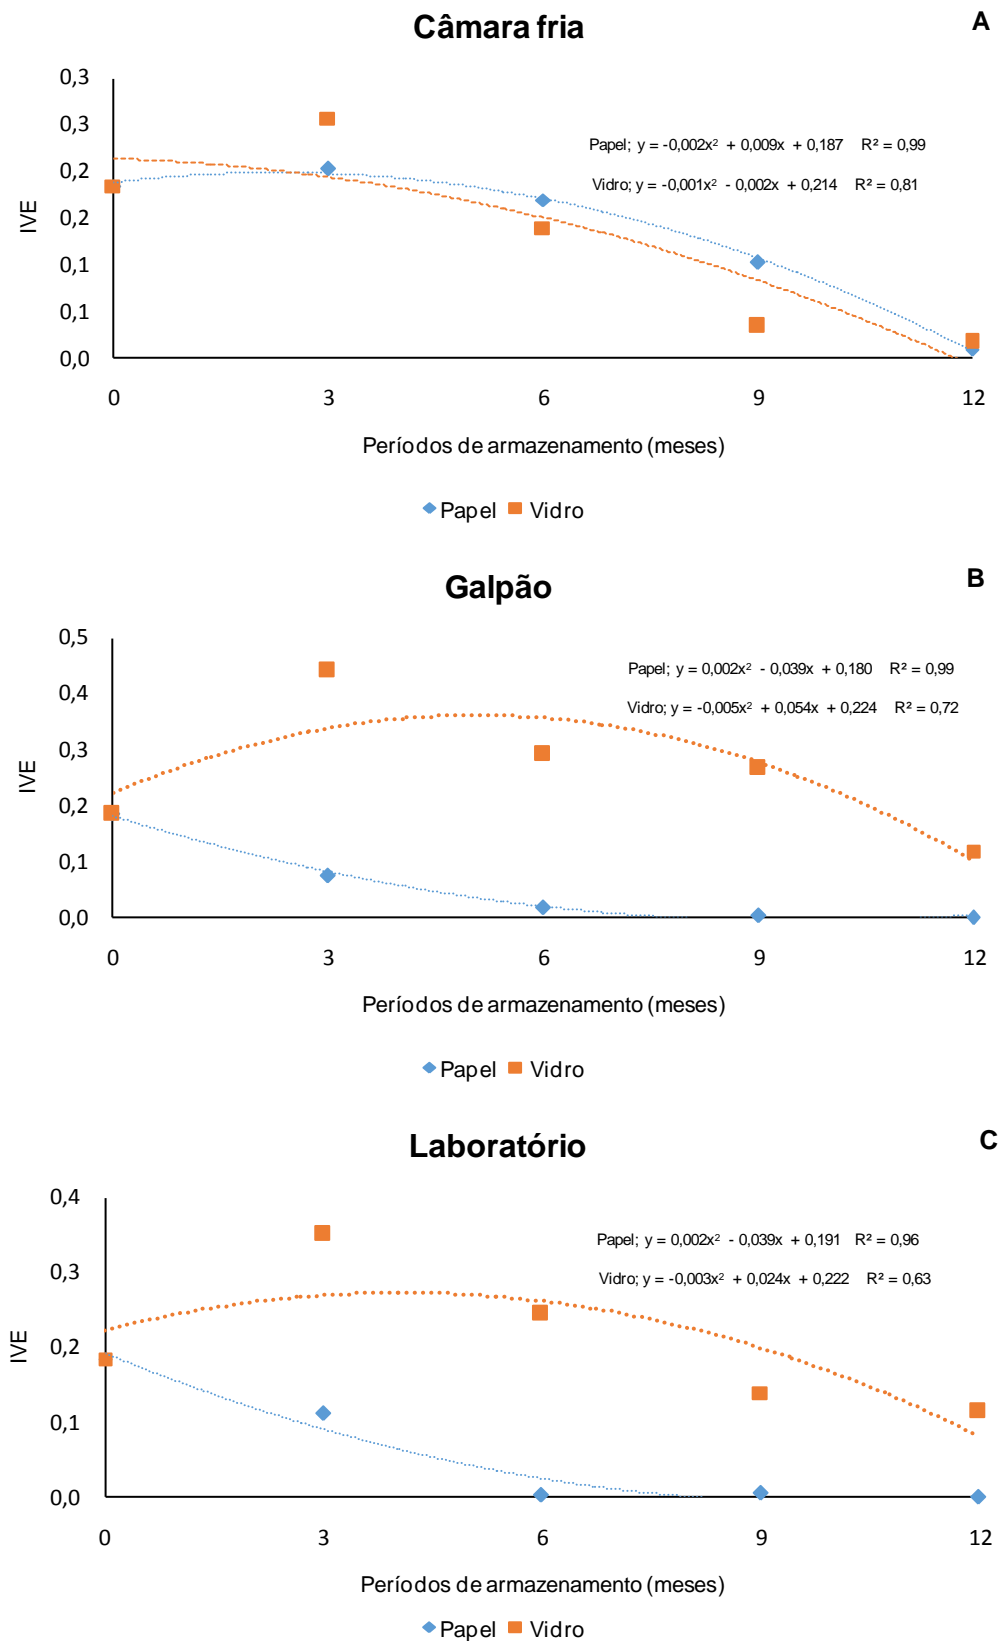 Câmara fria
A
0,3
0,3
0,2
0,2
0,1
0,1
0,0
IVE
Papel; y = -0,002x² + 0,009x + 0,187 R² = 0,99
Vidro; y = -0,001x² - 0,002x + 0,214 R² = 0,81
0 3 6 9 12
Períodos de armazenamento (meses)
Papel Vidro
Galpão
B
0,5
0,4
0,3
0,2
0,1
0,0
IVE
Papel; y = 0,002x² - 0,039x + 0,180 R² = 0,99
Vidro; y = -0,005x² + 0,054x + 0,224 R² = 0,72
0 3 6 9 12
Períodos de armazenamento (meses)
Papel Vidro
Laboratório
C
0,4
0,3
0,2
0,1
0,0
IVE
Papel; y = 0,002x² - 0,039x + 0,191 R² = 0,96
Vidro; y = -0,003x² + 0,024x + 0,222 R² = 0,63
0 3 6 9 12
Períodos de armazenamento (meses)
Papel Vidro